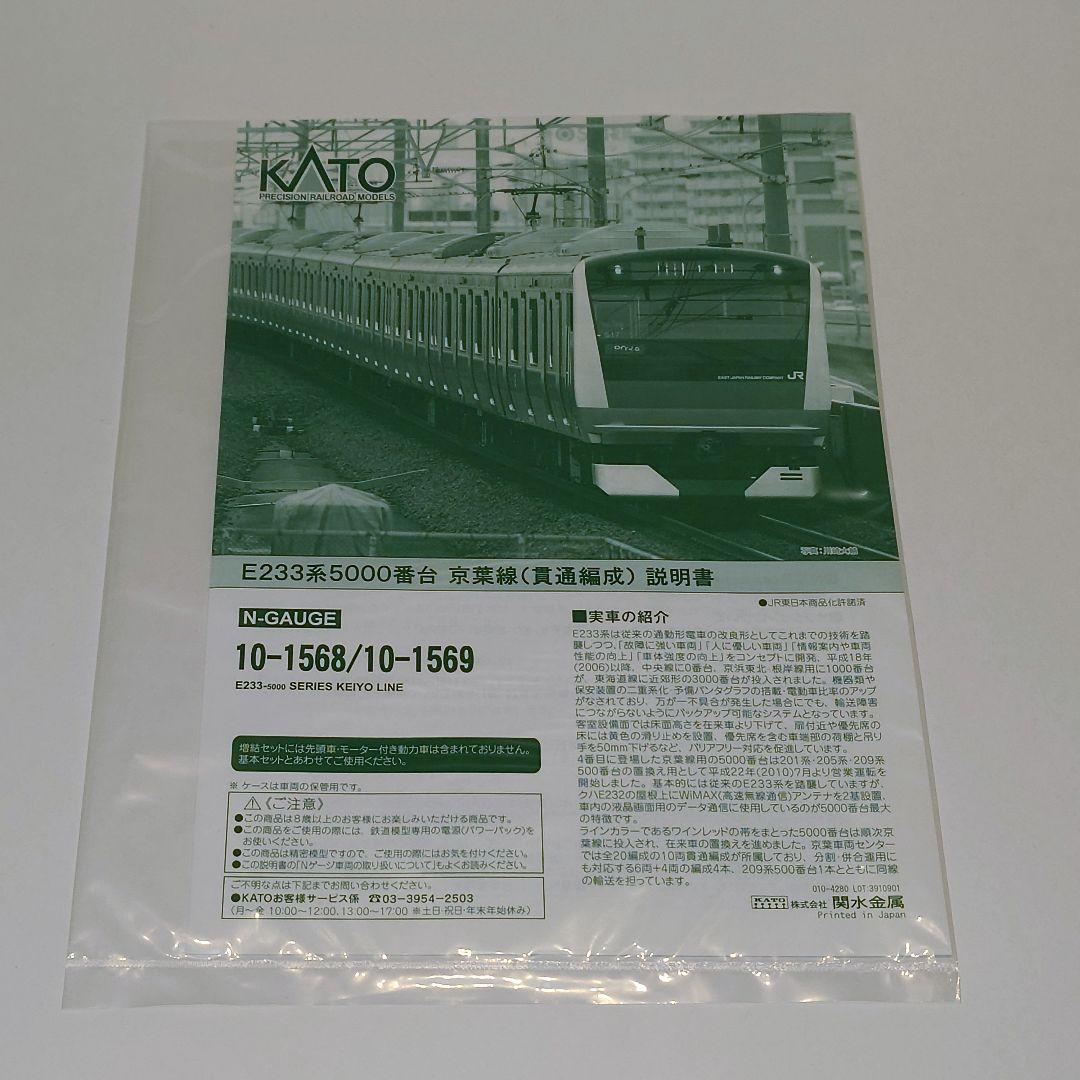 KATO
PRECISION RAILROAD MODELS
EAST JAPAN RAILWAY COMPANY JR
写真:川崎大輔
E233系5000番台 京葉線(貫通編成) 説明書
●JR東日本商品化許諾済
N-GAUGE
10-1568/10-1569
E233-5000 SERIES KEIYO LINE
増結セットには先頭車・モーター付き動力車は含まれておりません。
基本セットとあわせてご使用ください。
※ ケースは車両の保管用です。
⚠《ご注意》
●この商品は8歳以上のお客様にお楽しみいただける商品です。
●この商品をご使用の際には、鉄道模型専用の電源(パワーパック)を
お使いください。
●この商品は精密模型ですので、ご使用の際にはお気を付けください。
●この説明書の「Nゲージ車両の取り扱いについて」もよくお読みください。
ご不明な点は下記までお問い合わせください。
●KATOお客様サービス係 ☎03-3954-2503
(月〜金 10:00〜12:00、13:00〜17:00 ※土日・祝日・年末年始休み)
■実車の紹介
E233系は従来の通勤形電車の改良形としてこれまでの技術を踏
襲しつつ、「故障に強い車両」「人に優しい車両」「情報案内や車両
性能の向上」「車体強度の向上」をコンセプトに開発、平成18年
(2006)以降、中央線に0番台、京浜東北・根岸線用に1000番台
が、東海道線に近郊形の3000番台が投入されました。機器類や
保安装置の二重系化・予備パンタグラフの搭載・電動車比率のアップ
がなされており、万が一不具合が発生した場合にでも、輸送障害
につながらないようにバックアップ可能なシステムとなっています。
客室設備面では床面高さを在来車より下げて、扉付近や優先席の
床には黄色の滑り止めを設置、優先席を含む車端部の荷棚と吊り
手を50mm下げるなど、バリアフリー対応を促進しています。
4番目に登場した京葉線用の5000番台は201系・205系・209系
500番台の置換え用として平成22年(2010)7月より営業運転を
開始しました。基本的には従来のE233系を踏襲していますが、
クハE232の屋根上にWiMAX(高速無線通信)アンテナを2基設置、
車内の液晶画面用のデータ通信に使用しているのが5000番台最大
の特徴です。
ラインカラーであるワインレッドの帯をまとった5000番台は順次京
葉線に投入され、在来車の置換えを進めました。京葉車両センター
では全20編成の10両貫通編成が所属しており、分割・併合運用に
も対応する6両+4両の編成4本、209系500番台1本とともに同線
の輸送を担っています。
010-4280 LOT:3910901
KATO 株式会社 関水金属
Printed in Japan